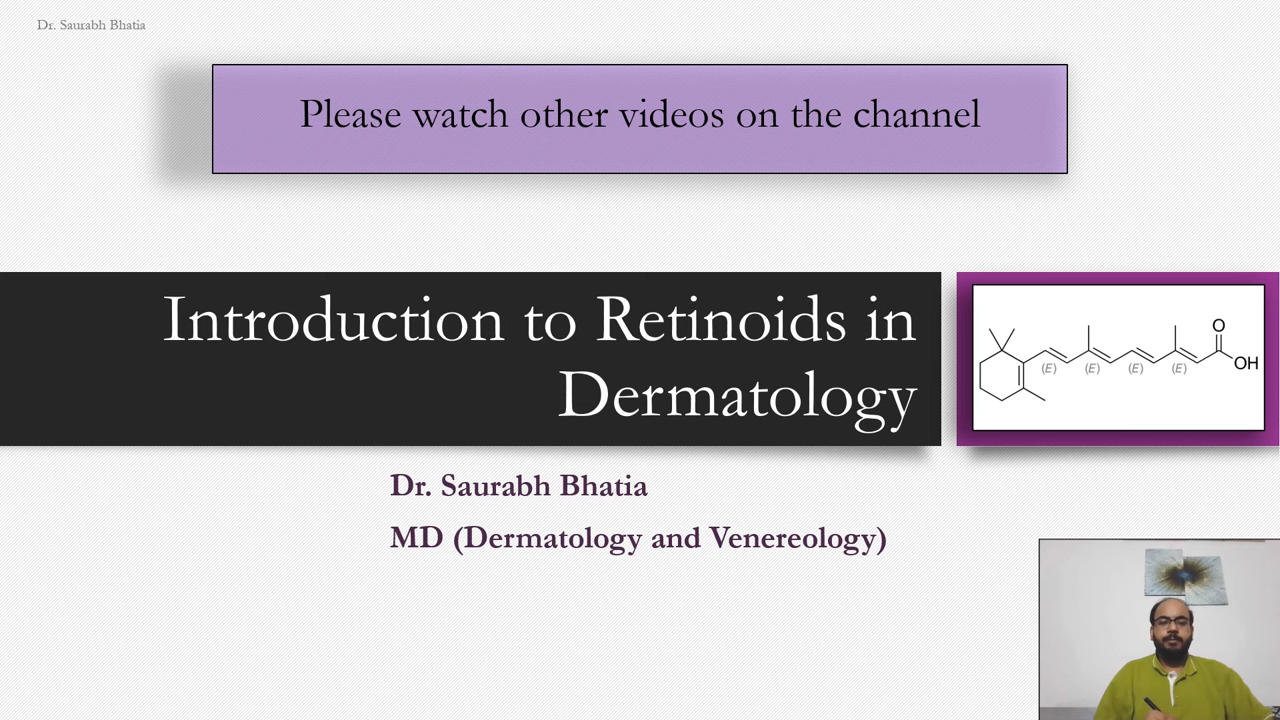 Dr. Saurabh Bhatia
Please watch other videos on the channel
Introduction to Retinoids in
Dermatology
O
OH
(E) (E) (E) (E)
Dr. Saurabh Bhatia
MD (Dermatology and Venereology)